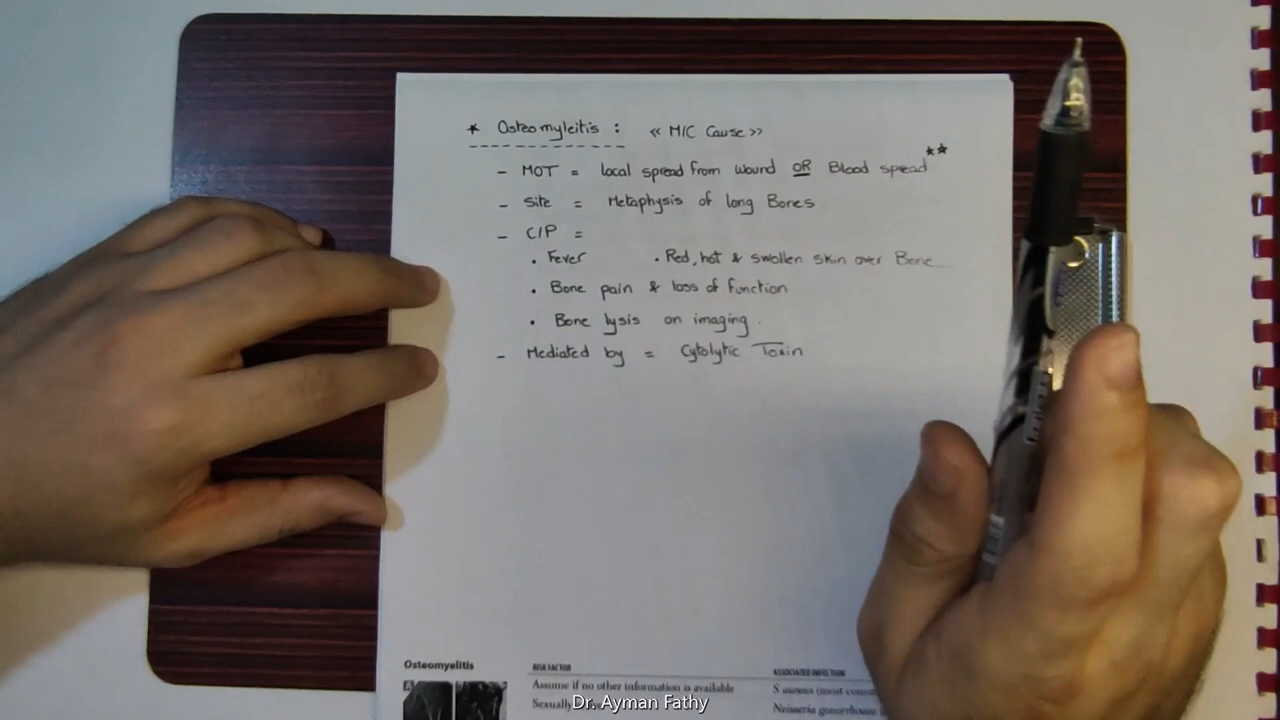 * Osteomyleitis : << M/C Cause >>
- MOT = local spread from wound OR Blood spread **
- Site = Metaphysis of long Bones
- C/P =
. Fever . Red, hot & swollen skin over Bone
. Bone pain & loss of function
. Bone lysis on imaging.
- Mediated by = Cytolytic Toxin
Osteomyelitis RISK FACTOR ASSOCIATED INFECTION
A Assume if no other information is available S aureus (most
Sexually Neisseria gonorrhoeae
Dr. Ayman Fathy